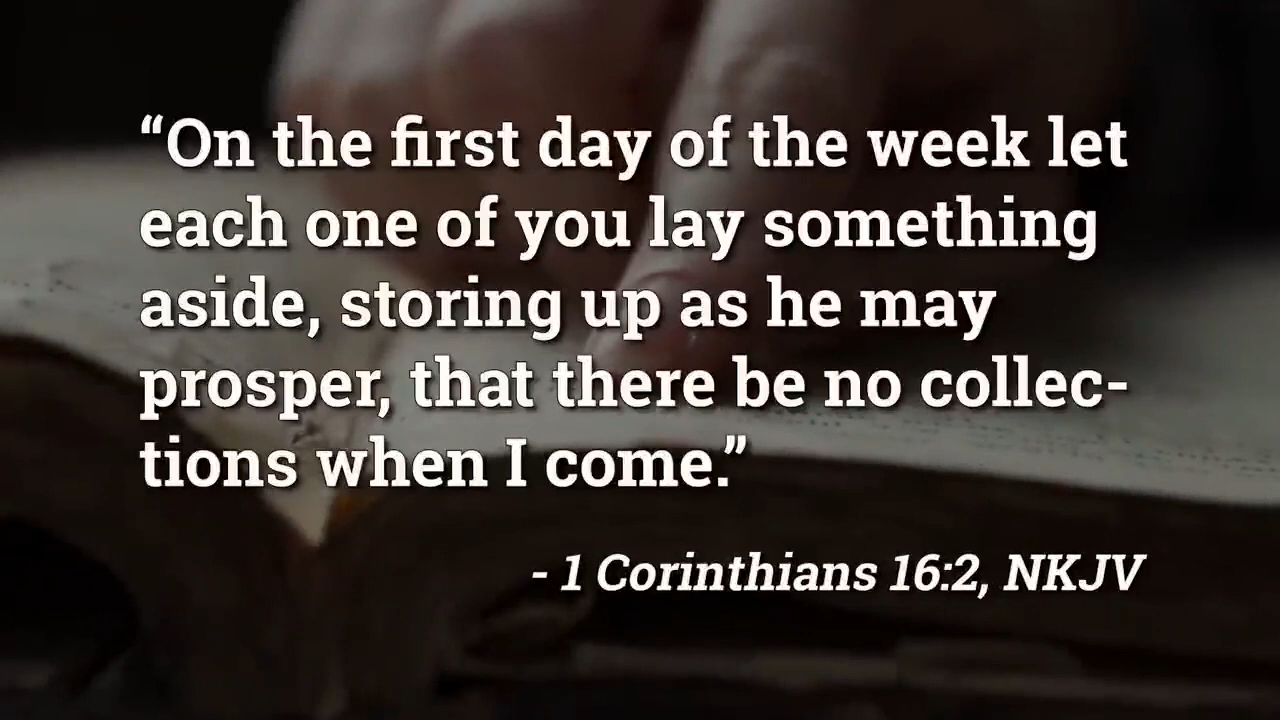 “On the first day of the week let
each one of you lay something
aside, storing up as he may
prosper, that there be no collec-
tions when I come.”
- 1 Corinthians 16:2, NKJV